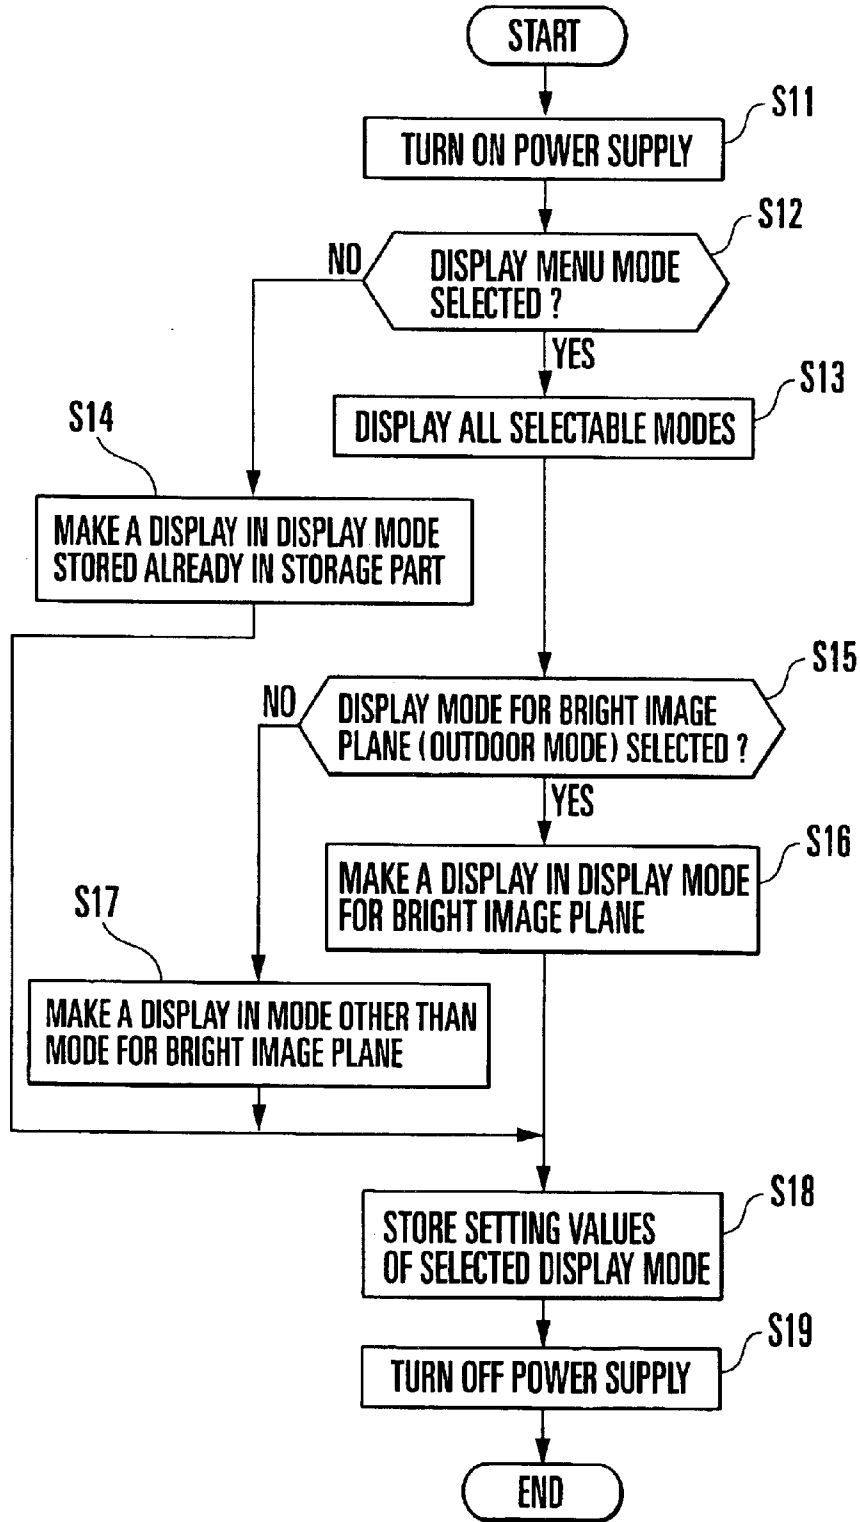 START
S11
TURN ON POWER SUPPLY
S12
NO
DISPLAY MENU MODE
SELECTED ?
YES
S13
DISPLAY ALL SELECTABLE MODES
S14
MAKE A DISPLAY IN DISPLAY MODE
STORED ALREADY IN STORAGE PART
S15
NO
DISPLAY MODE FOR BRIGHT IMAGE
PLANE (OUTDOOR MODE) SELECTED ?
YES
S16
MAKE A DISPLAY IN DISPLAY MODE
FOR BRIGHT IMAGE PLANE
S17
MAKE A DISPLAY IN MODE OTHER THAN
MODE FOR BRIGHT IMAGE PLANE
S18
STORE SETTING VALUES
OF SELECTED DISPLAY MODE
S19
TURN OFF POWER SUPPLY
END